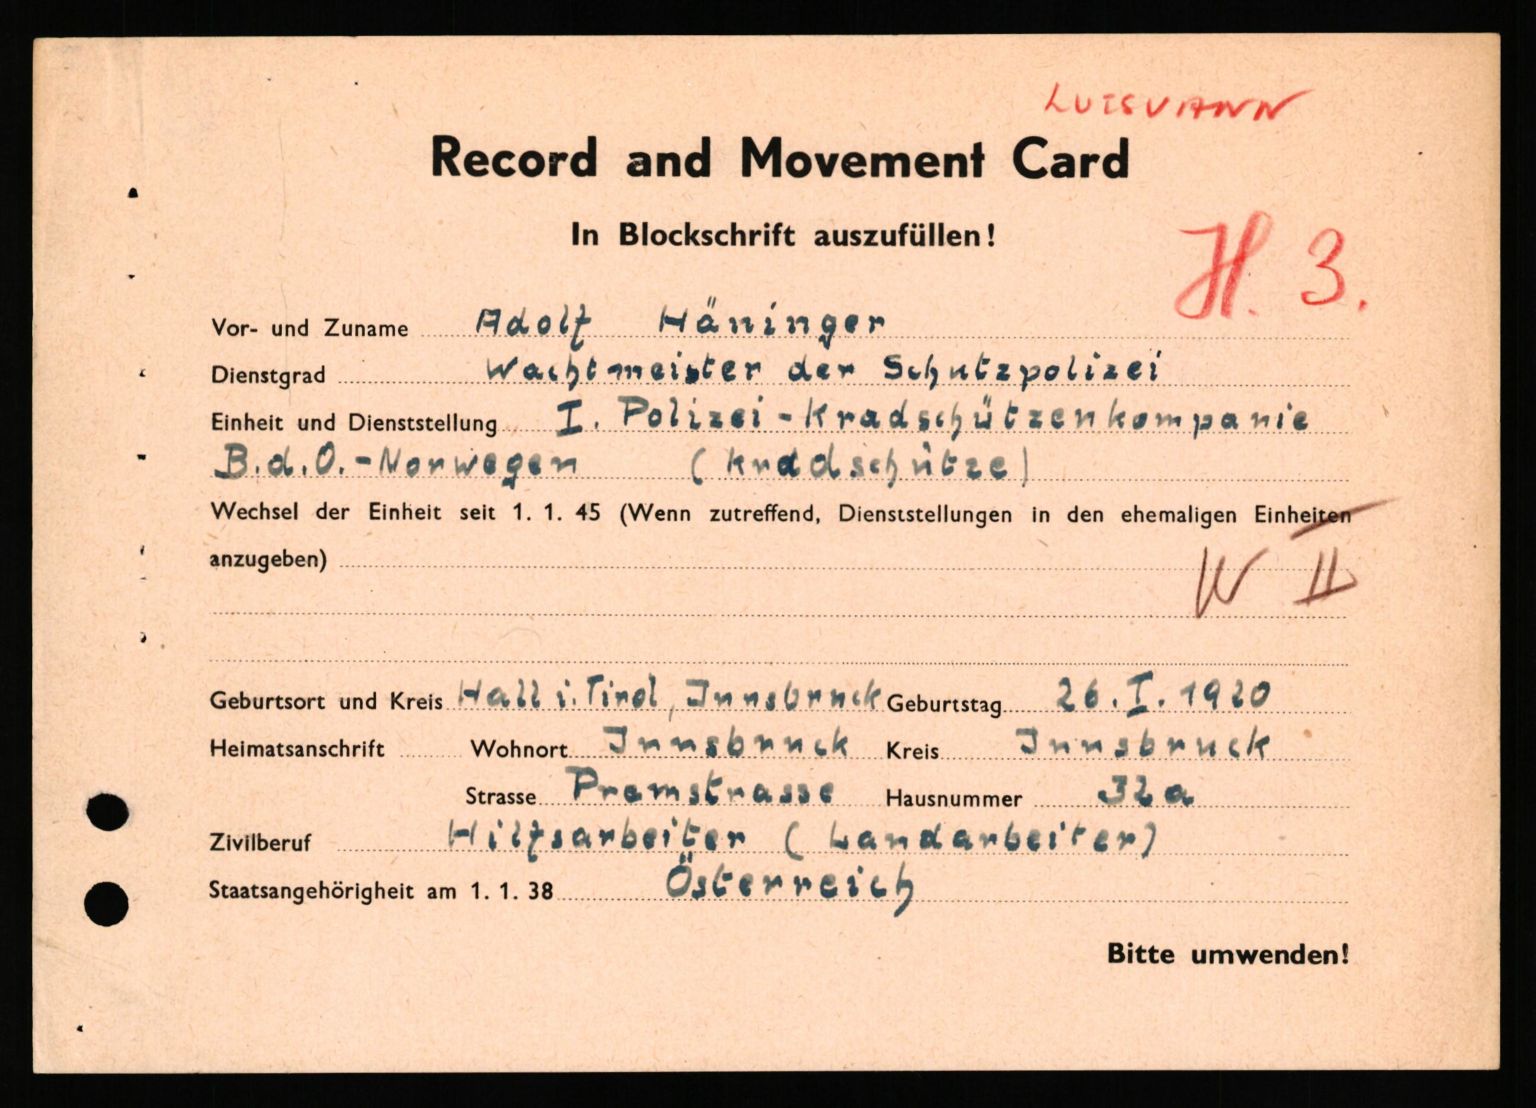 LUISVANN
Record and Movement Card
In Blockschrift auszufüllen!
H. 3.
Vor- und Zuname Adolf Häninger
Dienstgrad Wachtmeister der Schutzpolizei
Einheit und Dienststellung I. Polizei-Kradschützenkompanie
B.d.O.-Norwegen (Kradschütze)
Wechsel der Einheit seit 1. 1. 45 (Wenn zutreffend, Dienststellungen in den ehemaligen Einheiten
anzugeben)
W II
Geburtsort und Kreis Hall i. Tirol, Innsbruck Geburtstag 26. I. 1920
Heimatsanschrift Wohnort Innsbruck Kreis Innsbruck
Strasse Premstrasse Hausnummer 32a
Zivilberuf Hilfsarbeiter (Landarbeiter)
Staatsangehörigheit am 1. 1. 38 Österreich
Bitte umwenden!